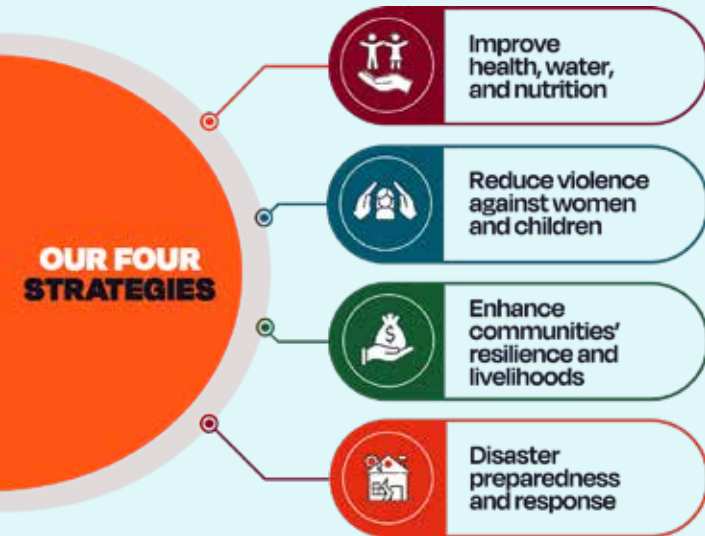 OUR FOUR
STRATEGIES
Improve
health, water,
and nutrition
Reduce violence
against women
and children
$
Enhance
communities’
resilience and
livelihoods
Disaster
preparedness
and response